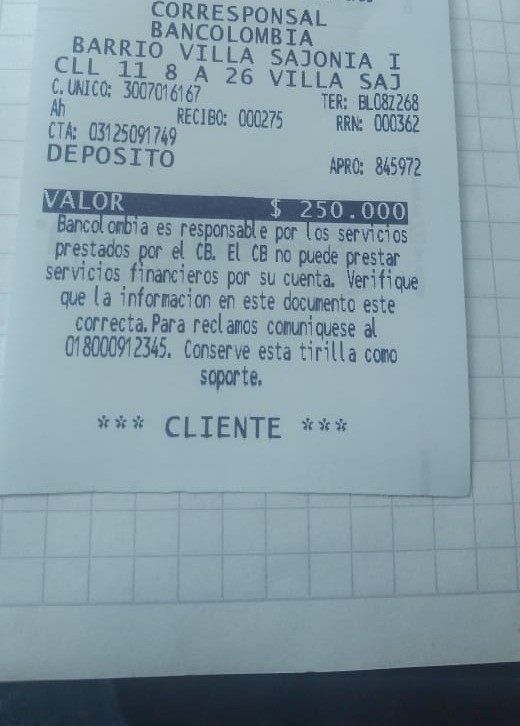 CORRESPONSAL
BANCOLOMBIA
BARRIO VILLA SAJONIA I
CLL 11 8 A 26 VILLA SAJ
C. UNICO: 3007016167 TER: BL08Z268
Ah RECIBO: 000275 RRN: 000362
CTA: 03125091749
DEPOSITO APRO: 845972
VALOR $ 250.000
Bancolombia es responsable por los servicios
prestados por el CB. El CB no puede prestar
servicios financieros por su cuenta. Verifique
que la informacion en este documento este
correcta. Para reclamos comuniquese al
018000912345. Conserve esta tirilla como
soporte.
*** CLIENTE ***